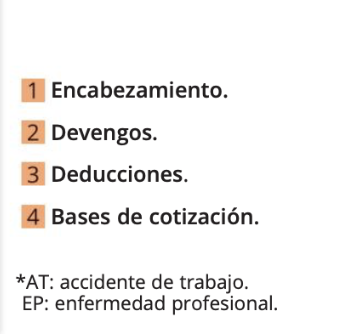 1 Encabezamiento.
2 Devengos.
3 Deducciones.
4 Bases de cotización.
*AT: accidente de trabajo.
EP: enfermedad profesional.